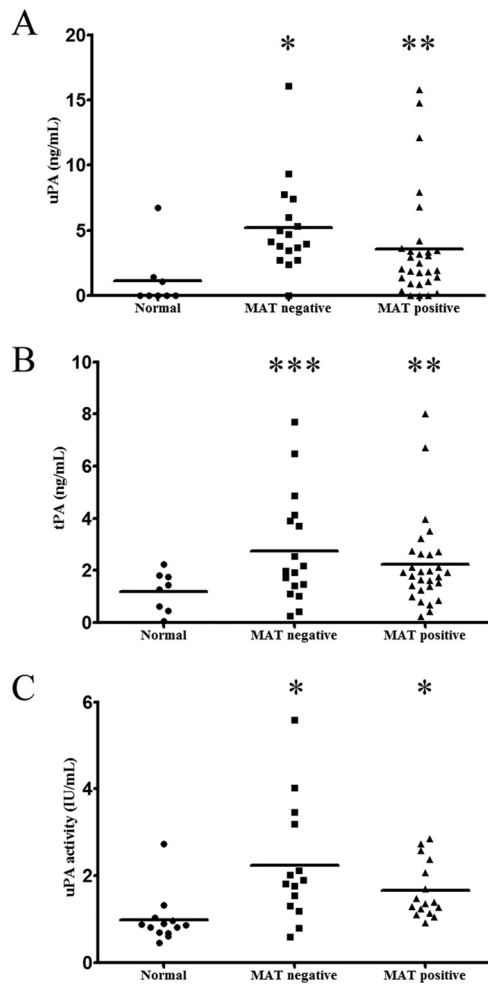 A
20
15
10
5
0
uPA (ng/mL)
*
**
Normal
MAT negative
MAT positive
B
10
8
6
4
2
0
tPA (ng/mL)
***
**
Normal
MAT negative
MAT positive
C
6
4
2
0
uPA activity (IU/mL)
*
*
Normal
MAT negative
MAT positive